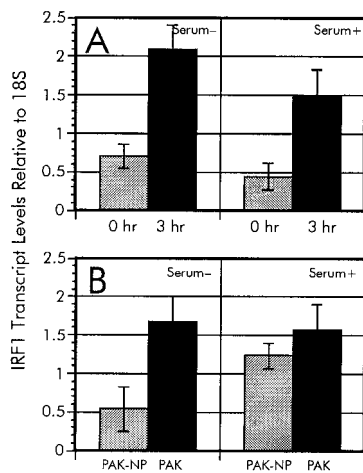 IRF1 Transcript Levels Relative to 18S
A
Serum–
Serum+
2.5
2
1.5
1
0.5
0
0 hr
3 hr
0 hr
3 hr
B
Serum–
Serum+
2.5
2
1.5
1
0.5
0
PAK-NP
PAK
PAK-NP
PAK